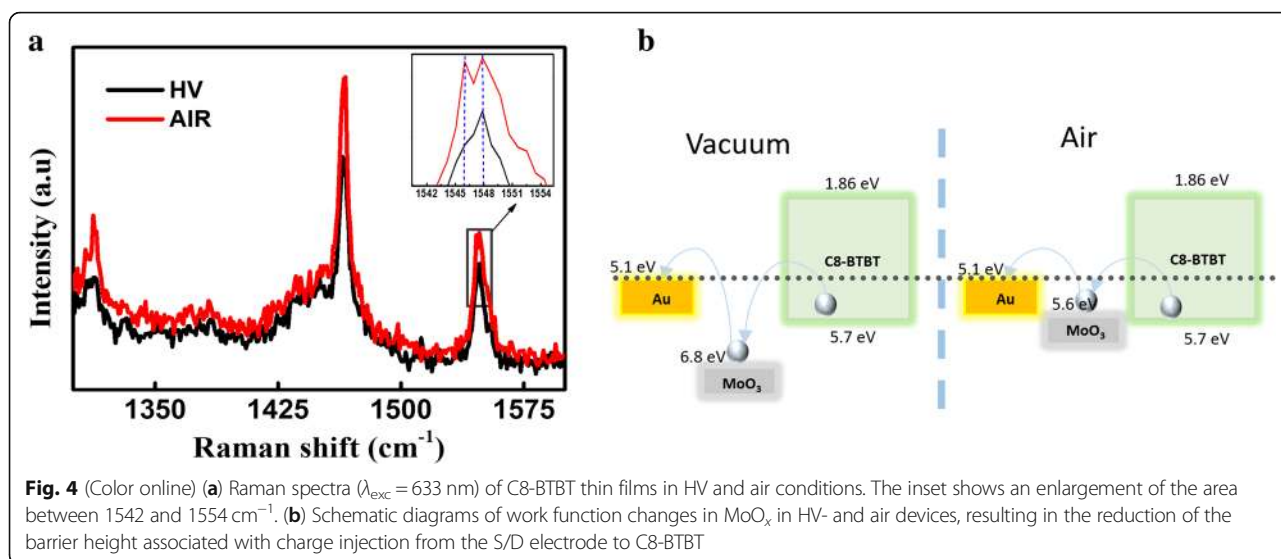 a
HV
AIR
Intensity (a.u)
1542 1545 1548 1551 1554
1350 1425 1500 1575
Raman shift (cm⁻¹)
b
Vacuum
Air
1.86 eV
C8-BTBT
5.1 eV
Au
5.7 eV
6.8 eV
MoO₃
1.86 eV
C8-BTBT
5.1 eV
Au
5.6 eV
MoO₃
5.7 eV
Fig. 4 (Color online) (a) Raman spectra (λexc = 633 nm) of C8-BTBT thin films in HV and air conditions. The inset shows an enlargement of the area
between 1542 and 1554 cm⁻¹. (b) Schematic diagrams of work function changes in MoOx in HV- and air devices, resulting in the reduction of the
barrier height associated with charge injection from the S/D electrode to C8-BTBT